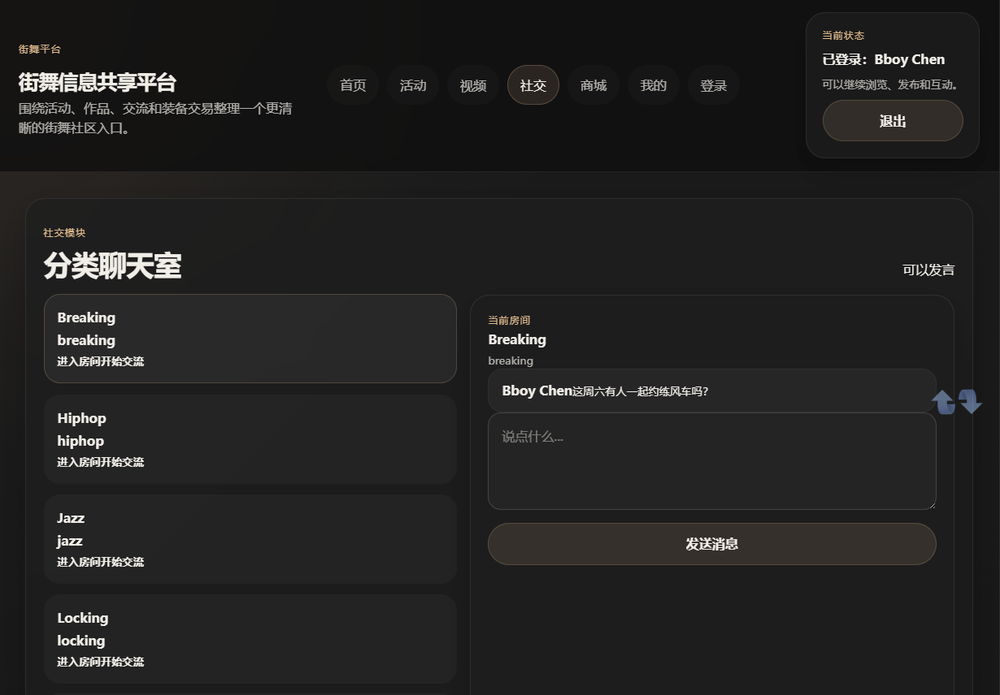 街舞平台
街舞信息共享平台
围绕活动、作品、交流和装备交易整理一个更清
晰的街舞社区入口。
首页
活动
视频
社交
商城
我的
登录
当前状态
已登录：Bboy Chen
可以继续浏览、发布和互动。
退出
社交模块
分类聊天室
可以发言
Breaking
breaking
进入房间开始交流
Hiphop
hiphop
进入房间开始交流
Jazz
jazz
进入房间开始交流
Locking
locking
进入房间开始交流
当前房间
Breaking
breaking
Bboy Chen这周六有人一起约练风车吗?
说点什么...
发送消息